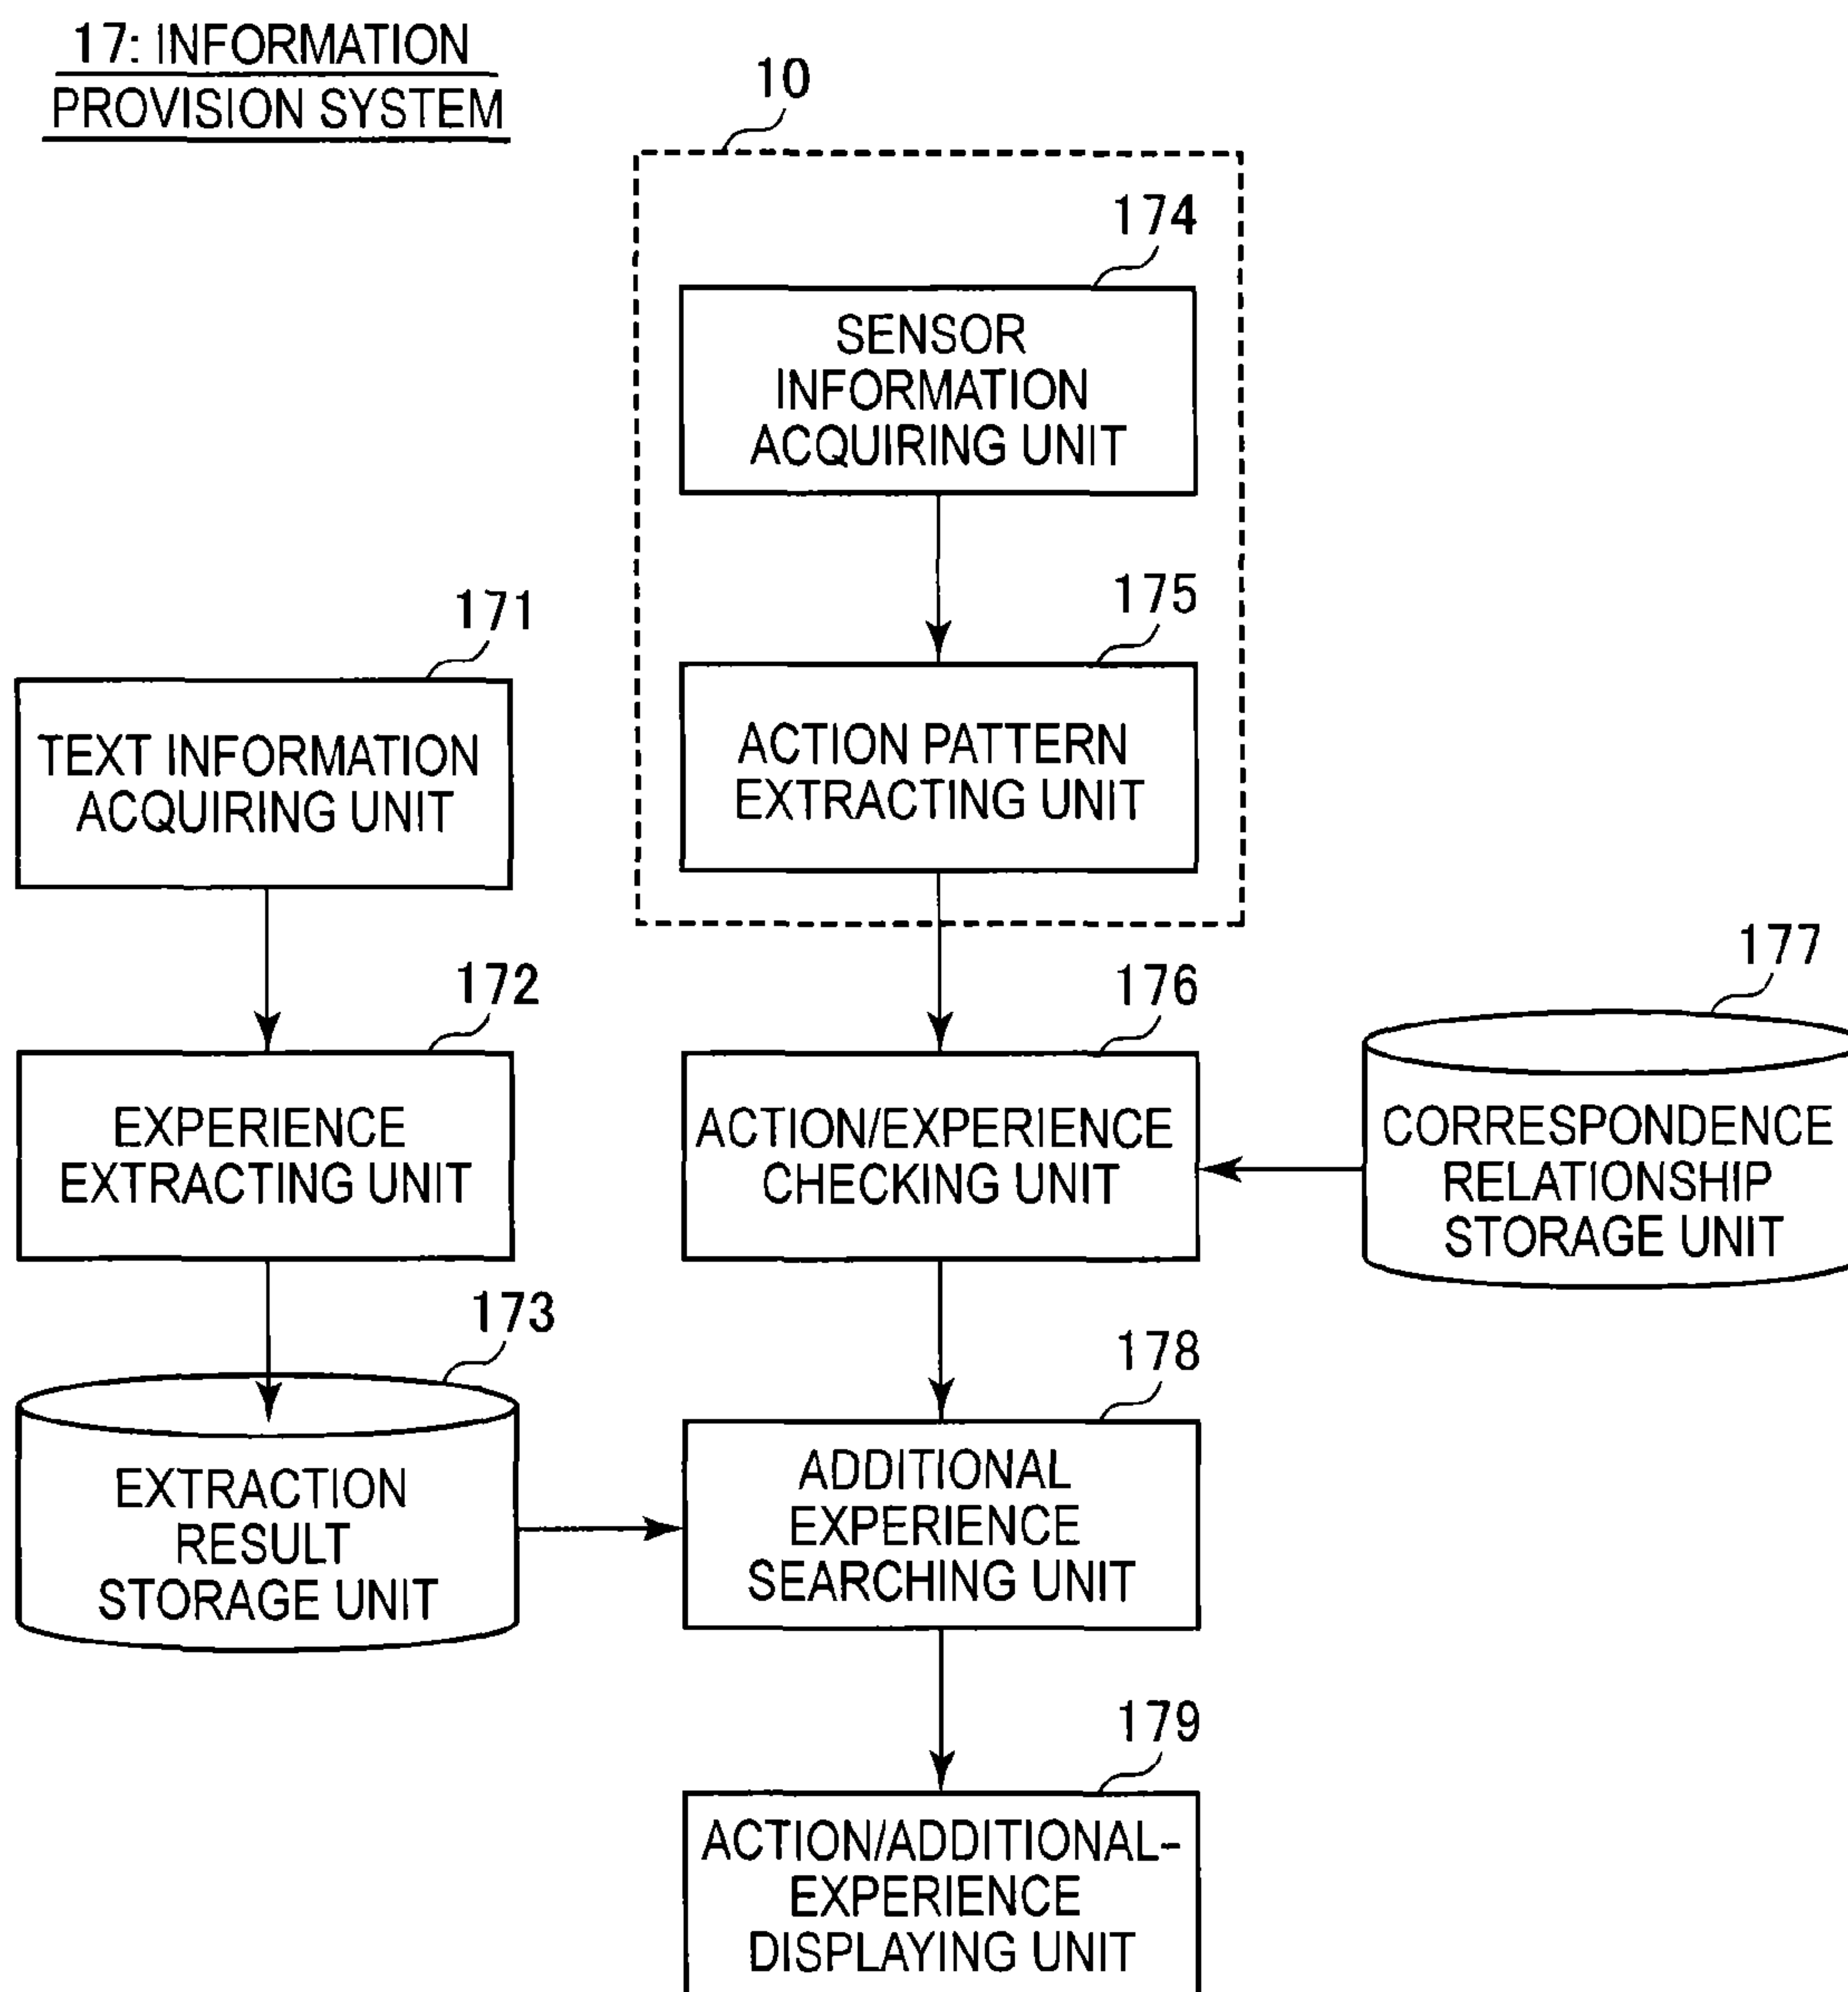 17: INFORMATION
PROVISION SYSTEM
10
174
SENSOR
INFORMATION
ACQUIRING UNIT
175
ACTION PATTERN
EXTRACTING UNIT
171
TEXT INFORMATION
ACQUIRING UNIT
172
EXPERIENCE
EXTRACTING UNIT
176
ACTION/EXPERIENCE
CHECKING UNIT
177
CORRESPONDENCE
RELATIONSHIP
STORAGE UNIT
173
EXTRACTION
RESULT
STORAGE UNIT
178
ADDITIONAL
EXPERIENCE
SEARCHING UNIT
179
ACTION/ADDITIONAL-
EXPERIENCE
DISPLAYING UNIT